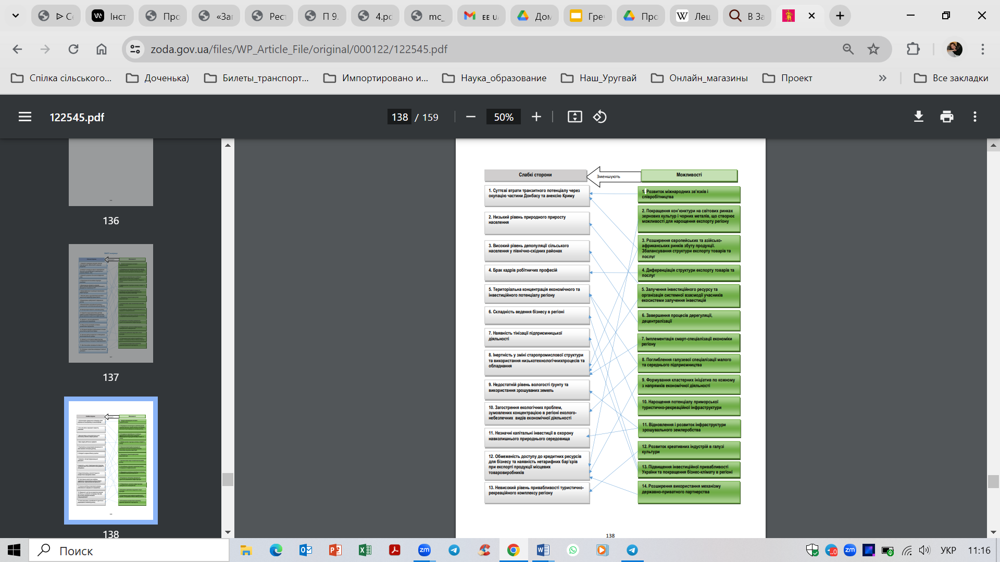 Се
Інст
Про
«Заг
Рест
П 9.
4.рс
mc_
ЕЕ U
Дом
Греч
Про
Леш
В За
zoda.gov.ua/files/WP_Article_File/original/000122/122545.pdf
Спілка сільського...
Доченька)
Билеты_транспорт...
Импортировано и...
Наука_образование
Наш_Уругвай
Онлайн_магазины
Проект
Все закладки
122545.pdf
138 / 159
50%
136
137
138
Слабкі сторони
Зменшують
Можливості
1. Суттєві втрати транзитного потенціалу через
окупацію частини Донбасу та анексію Криму
2. Низький рівень природного приросту
населення
3. Високий рівень депопуляції сільського
населення у північно-східних районах
4. Брак кадрів робітничих професій
5. Територіальна концентрація економічного та
інвестиційного потенціалу регіону
6. Складність ведення бізнесу в регіоні
7. Наявність тінізації підприємницької
діяльності
8. Інертність у зміні старопромислової структури
та використання низькотехнологічнихпроцесів та
обладнання
9. Недостатній рівень вологості ґрунту та
використання зрошуваних земель
10. Загострення екологічних проблем,
зумовлених концентрацією в регіоні еколого-
небезпечних видів економічної діяльності
11. Незначні капітальні інвестиції в охорону
навколишнього природного середовища
12. Обмеженість доступу до кредитних ресурсів
для бізнесу та наявність нетарифних бар'єрів
при експорті продукції місцевих
товаровиробників
13. Невисокий рівень привабливості туристично-
рекреаційного комплексу регіону
1. Розвиток міжнародних зв'язків і
співробітництва
2. Покращення кон'юнктури на світових ринках
зернових культур і чорних металів, що створює
можливості для нарощення експорту регіону
3. Розширення європейських та азійсько-
африканських ринків збуту продукції.
Збалансування структури експорту товарів та
послуг
4. Диференціація структури експорту товарів та
послуг
5. Залучення інвестиційного ресурсу та
організація системної взаємодії учасників
екосистеми залучення інвестицій
6. Завершення процесів дерегуляції,
децентралізації
7. Імплементація смарт-спеціалізації економіки
регіону
8. Поглиблення галузевої спеціалізації малого
та середнього підприємництва
9. Формування кластерних ініціатив по кожному
з напрямків економічної діяльності
10. Нарощення потенціалу приморської
туристично-рекреаційної інфраструктури
11. Відновлення і розвиток інфраструктури
зрошувального землеробства
12. Розвиток креативних індустрій в галузі
культури
13. Підвищення інвестиційної привабливості
України та покращення бізнес-клімату в регіоні
14. Розширення використання механізму
державно-приватного партнерства
138
Поиск
УКР
11:16